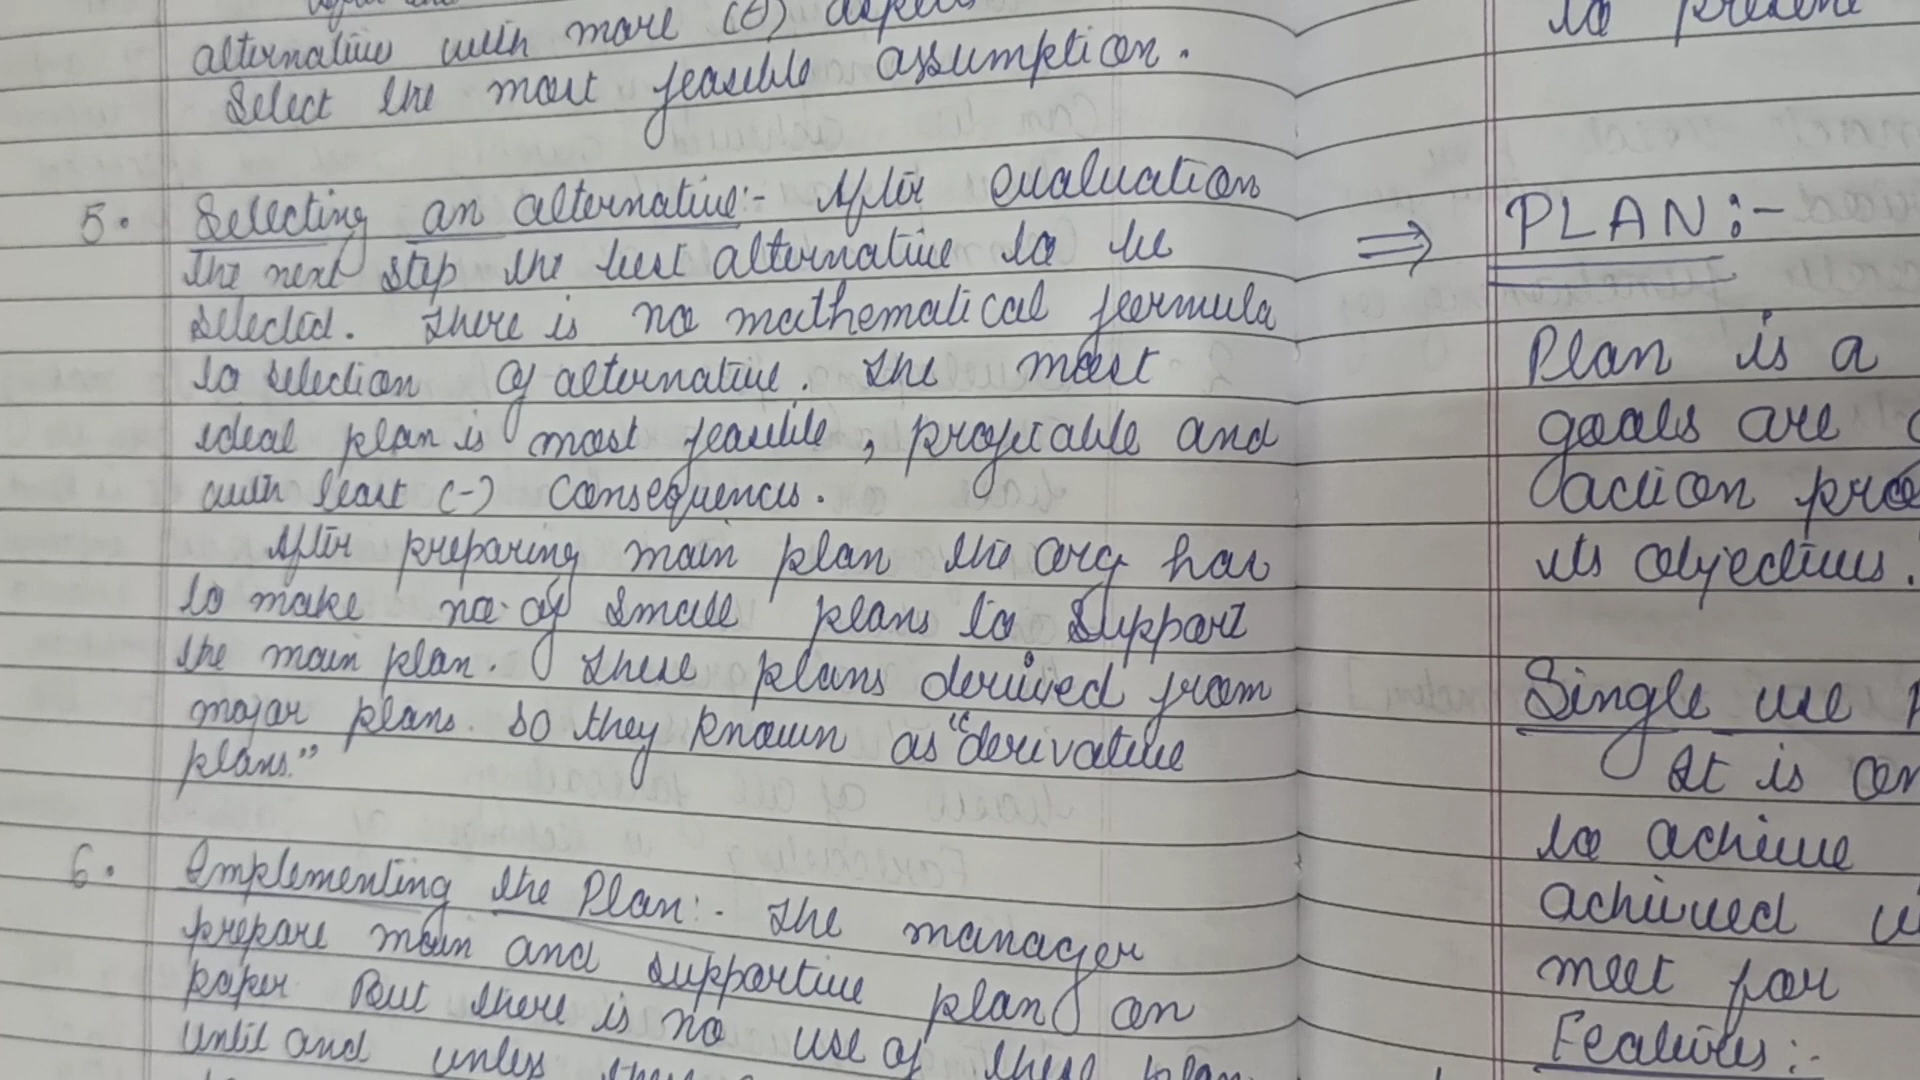 alternative with more (+) aspects
Select the most feasible assumption.
5. Selecting an alternative:- After evaluation
the next step the best alternative to be
selected. There is no mathematical formula
to selection of alternative. The most
ideal plan is most feasible, profitable and
with least (-) consequences.
After preparing main plan the org has
to make no. of small plans to support
the main plan. These plans derived from
major plans. So they known as "derivative
plans."
6. Implementing the Plan:- The manager
prepare main and supportive plan on
paper But there is no use of these plan
until and unless
to prevent
⇒ PLAN:-
Plan is a
goals are
action
its objectives.
Single use
It is
to achieve
achieved
meet for
Features:-